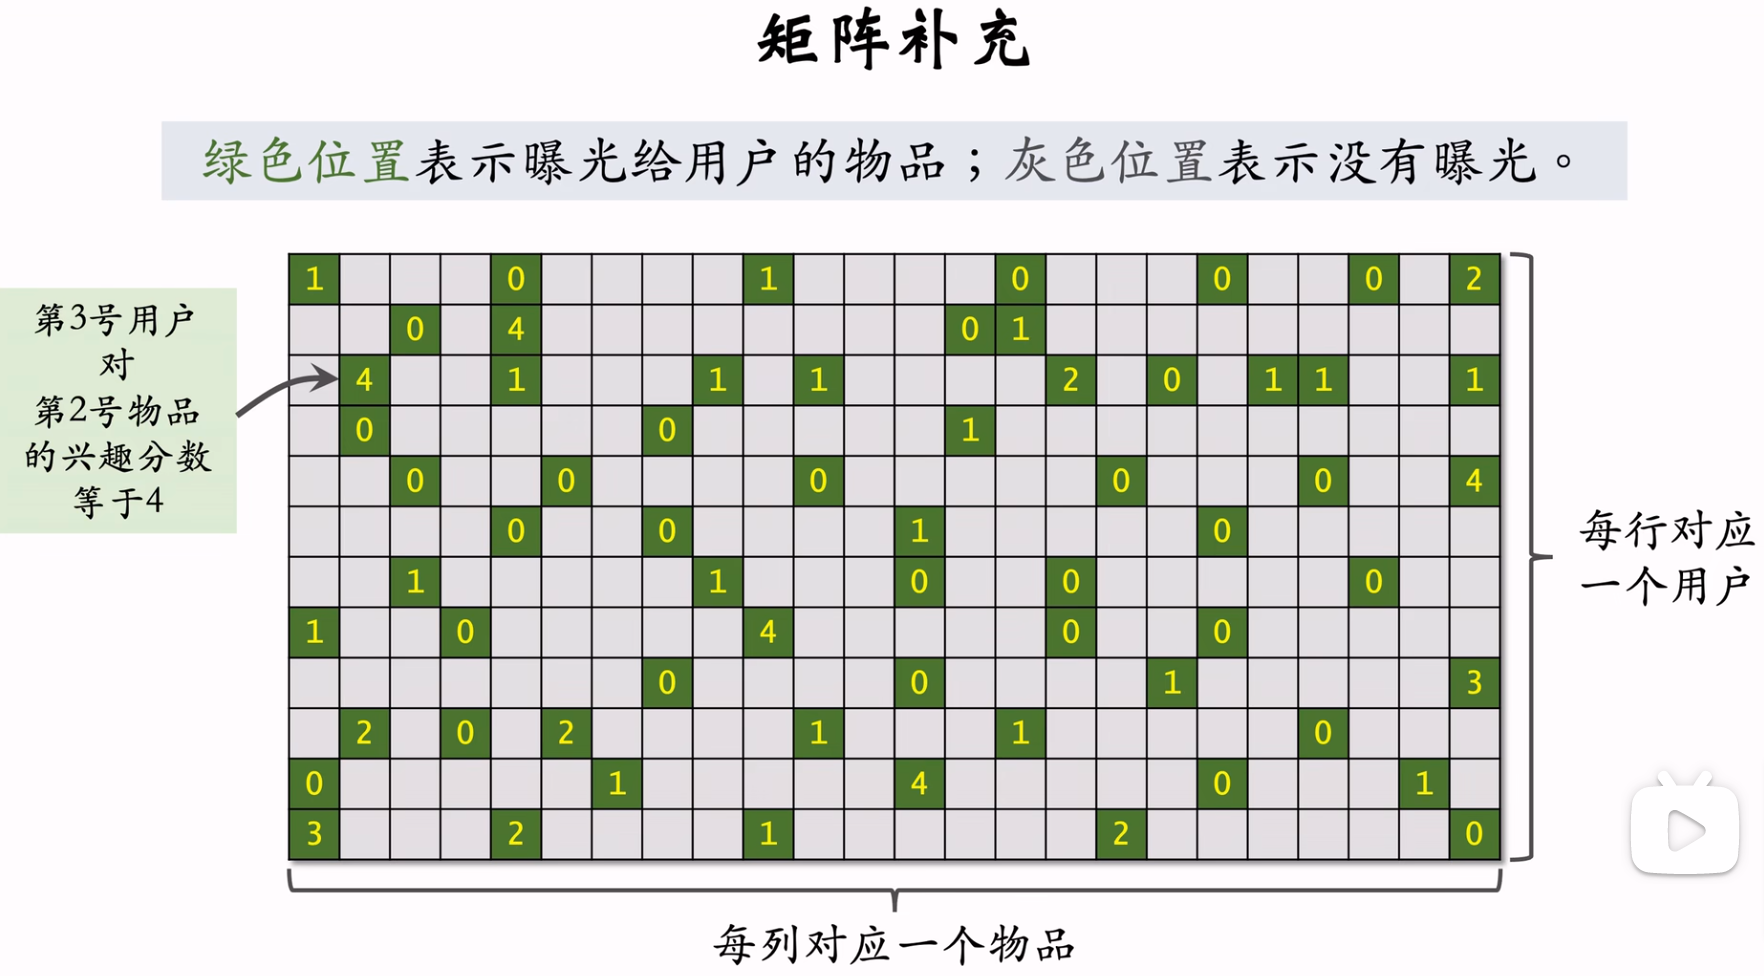 矩阵补充
绿色位置表示曝光给用户的物品；灰色位置表示没有曝光。
第3号用户
对
第2号物品
的兴趣分数
等于4
1 0 1 0 0 0 2
0 4 0 1
4 1 1 1 2 0 1 1 1
0 0 1
0 0 0 0 0 4
0 0 1 0
1 1 0 0 0
1 0 4 0 0
0 0 1 3
2 0 2 1 1 0
0 1 4 0 1
3 2 1 2 0
每行对应
一个用户
每列对应一个物品